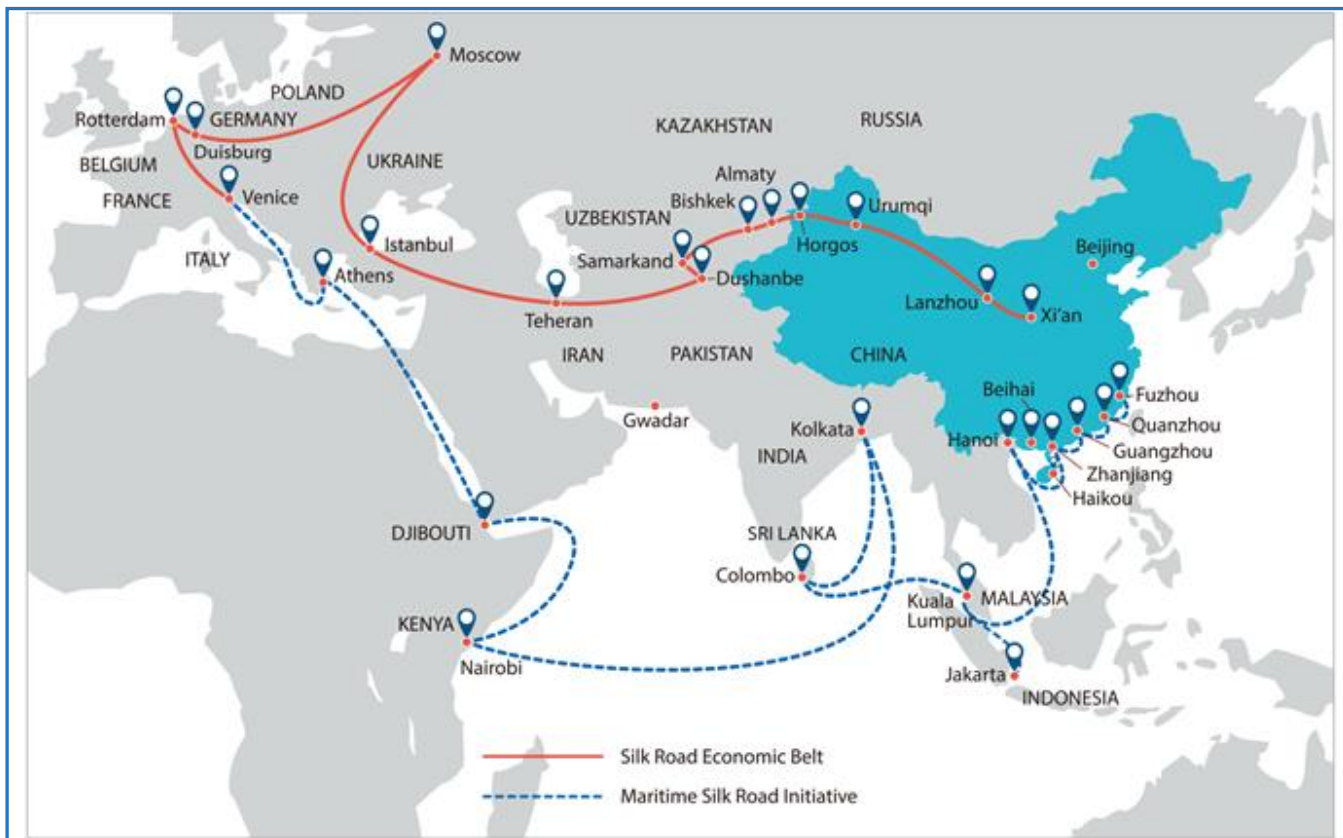 Moscow
POLAND
Rotterdam
GERMANY
KAZAKHSTAN
RUSSIA
Duisburg
BELGIUM
UKRAINE
Almaty
FRANCE
Venice
Bishkek
Urumqi
UZBEKISTAN
Istanbul
Horgos
Beijing
ITALY
Samarkand
Athens
Dushanbe
Lanzhou
Xi'an
Teheran
IRAN
PAKISTAN
CHINA
Beihai
Fuzhou
Gwadar
Kolkata
Hanoi
Quanzhou
INDIA
Guangzhou
Zhanjiang
Haikou
DJIBOUTI
SRI LANKA
Colombo
Kuala
Lumpur
MALAYSIA
KENYA
Nairobi
Jakarta
INDONESIA
Silk Road Economic Belt
Maritime Silk Road Initiative